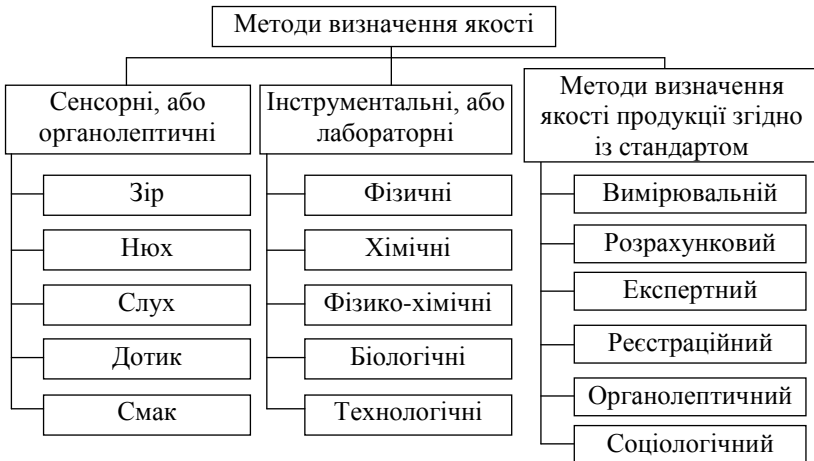 Методи визначення якості
Сенсорні, або
органолептичні
Зір
Нюх
Слух
Дотик
Смак
Інструментальні, або
лабораторні
Фізичні
Хімічні
Фізико-хімічні
Біологічні
Технологічні
Методи визначення
якості продукції згідно
із стандартом
Вимірювальній
Розрахунковий
Експертний
Реєстраційний
Органолептичний
Соціологічний